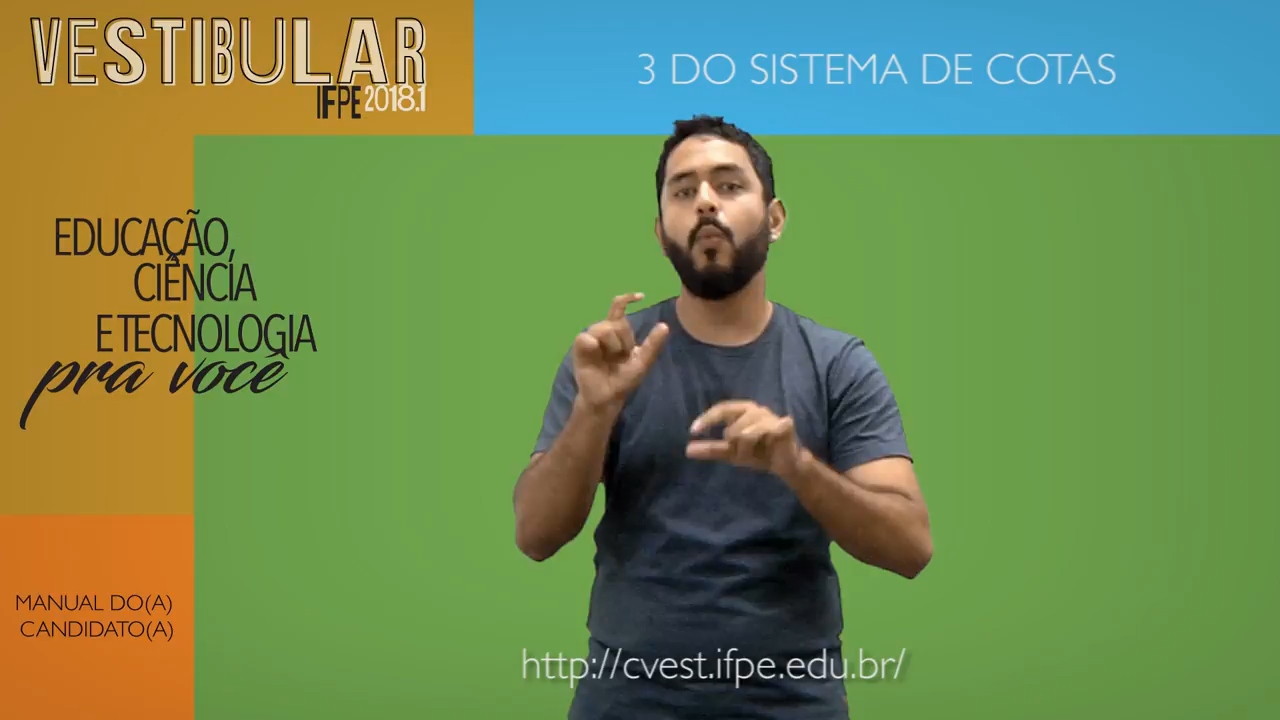 VESTIBULAR
IFPE 2018.1
3 DO SISTEMA DE COTAS
EDUCAÇÃO,
CIÊNCIA
E TECNOLOGIA
pra você
MANUAL DO(A)
CANDIDATO(A)
http://cvest.ifpe.edu.br/